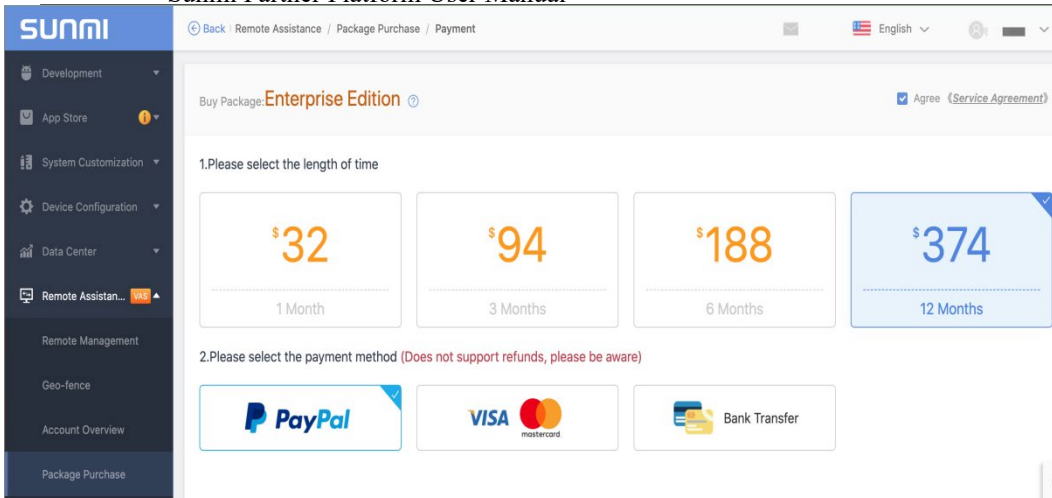 Sunmi Partner Platform User Manual
SUNMI
Back | Remote Assistance / Package Purchase / Payment
English
Development
App Store
System Customization
Device Configuration
Data Center
Remote Assistan... VAS
Remote Management
Geo-fence
Account Overview
Package Purchase
Buy Package:Enterprise Edition ?
Agree 《Service Agreement》
1.Please select the length of time
$32
1 Month
$94
3 Months
$188
6 Months
$374
12 Months
2.Please select the payment method (Does not support refunds, please be aware)
PayPal
VISA mastercard
Bank Transfer